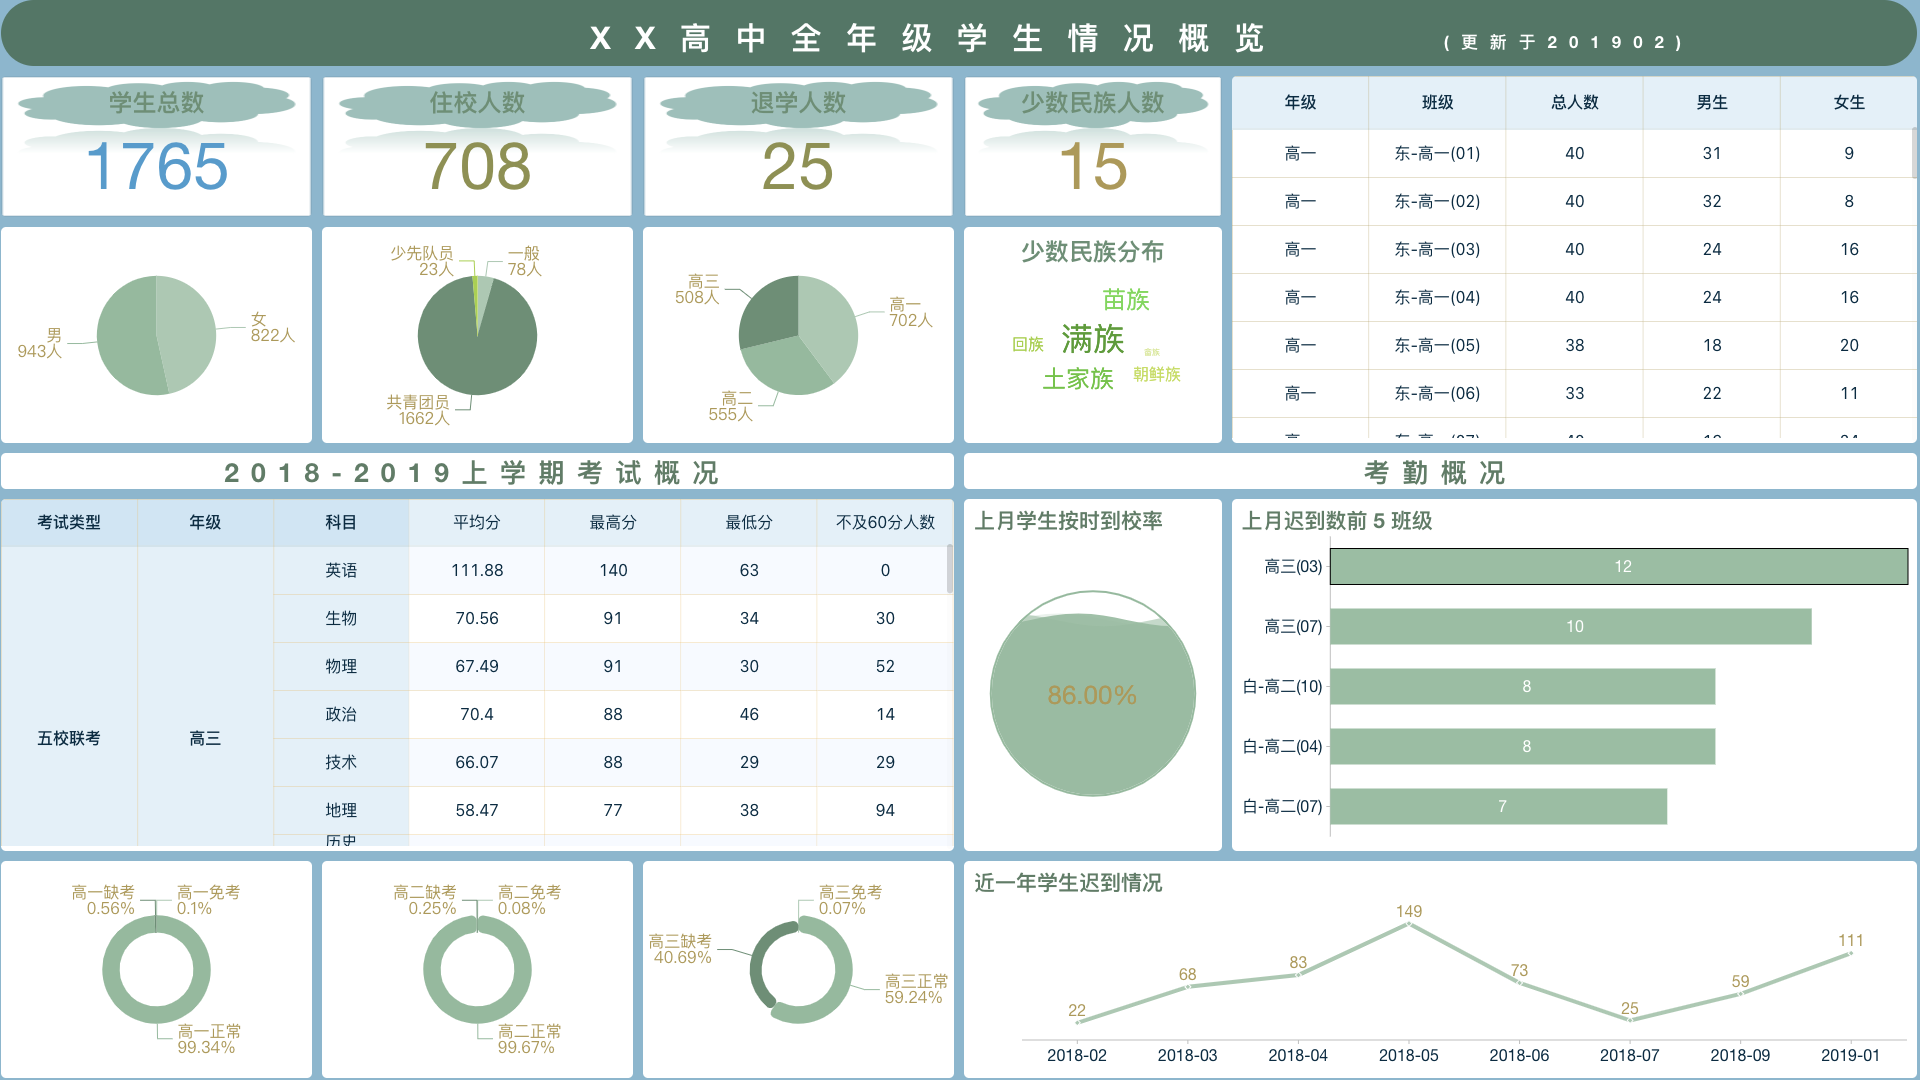 XX高中全年级学生情况概览
(更新于201902)
学生总数
1765
住校人数
708
退学人数
25
少数民族人数
15
年级 班级 总人数 男生 女生
高一 东-高一(01) 40 31 9
高一 东-高一(02) 40 32 8
高一 东-高一(03) 40 24 16
高一 东-高一(04) 40 24 16
高一 东-高一(05) 38 18 20
高一 东-高一(06) 33 22 11
男
943人
女
822人
少先队员
23人
一般
78人
共青团员
1662人
高三
508人
高一
702人
高二
555人
少数民族分布
苗族
满族
回族
土家族
朝鲜族
2018-2019上学期考试概况
考试类型 年级 科目 平均分 最高分 最低分 不及60分人数
英语 111.88 140 63 0
生物 70.56 91 34 30
物理 67.49 91 30 52
政治 70.4 88 46 14
五校联考 高三
技术 66.07 88 29 29
地理 58.47 77 38 94
历史
考勤概况
上月学生按时到校率
86.00%
上月迟到数前 5 班级
高三(03) 12
高三(07) 10
白-高二(10) 8
白-高二(04) 8
白-高二(07) 7
高一缺考
0.56%
高一免考
0.1%
高一正常
99.34%
高二缺考
0.25%
高二免考
0.08%
高二正常
99.67%
高三免考
0.07%
高三缺考
40.69%
高三正常
59.24%
近一年学生迟到情况
22 68 83 149 73 25 59 111
2018-02 2018-03 2018-04 2018-05 2018-06 2018-07 2018-09 2019-01